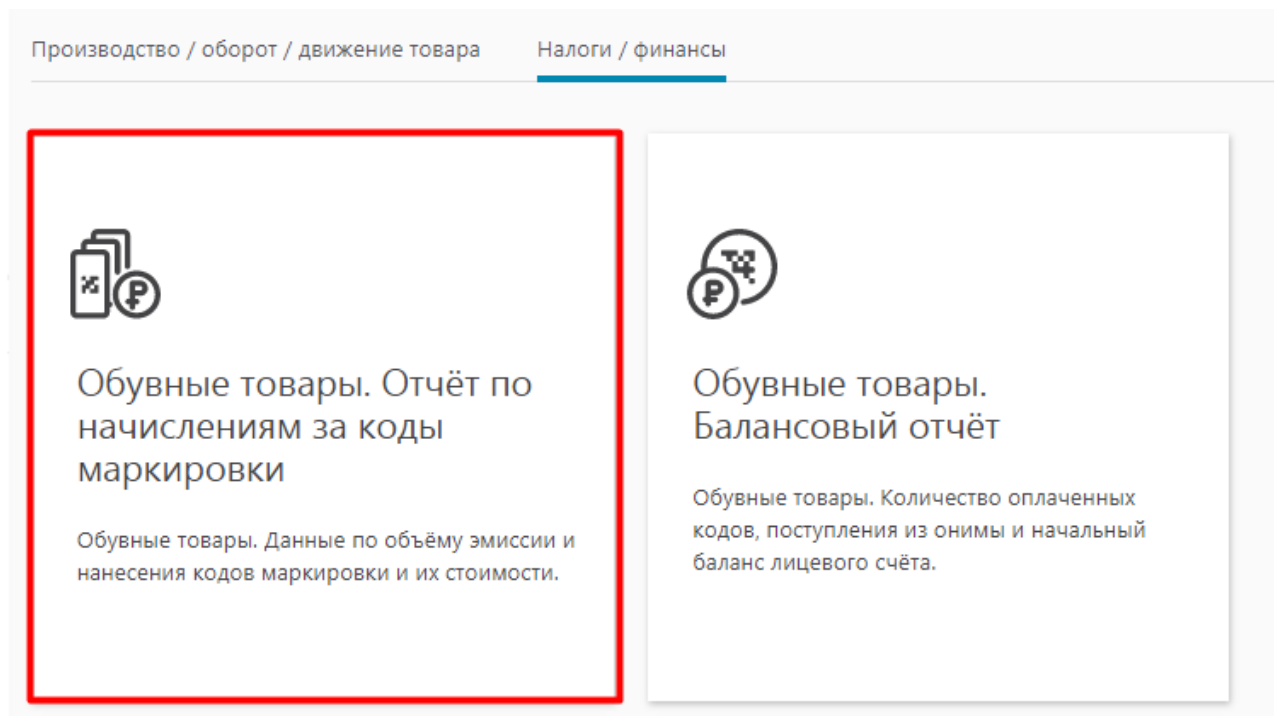 Производство / оборот / движение товара
Налоги / финансы
Обувные товары. Отчёт по
начислениям за коды
маркировки
Обувные товары. Данные по объёму эмиссии и
нанесения кодов маркировки и их стоимости.
Обувные товары.
Балансовый отчёт
Обувные товары. Количество оплаченных
кодов, поступления из онимы и начальный
баланс лицевого счёта.